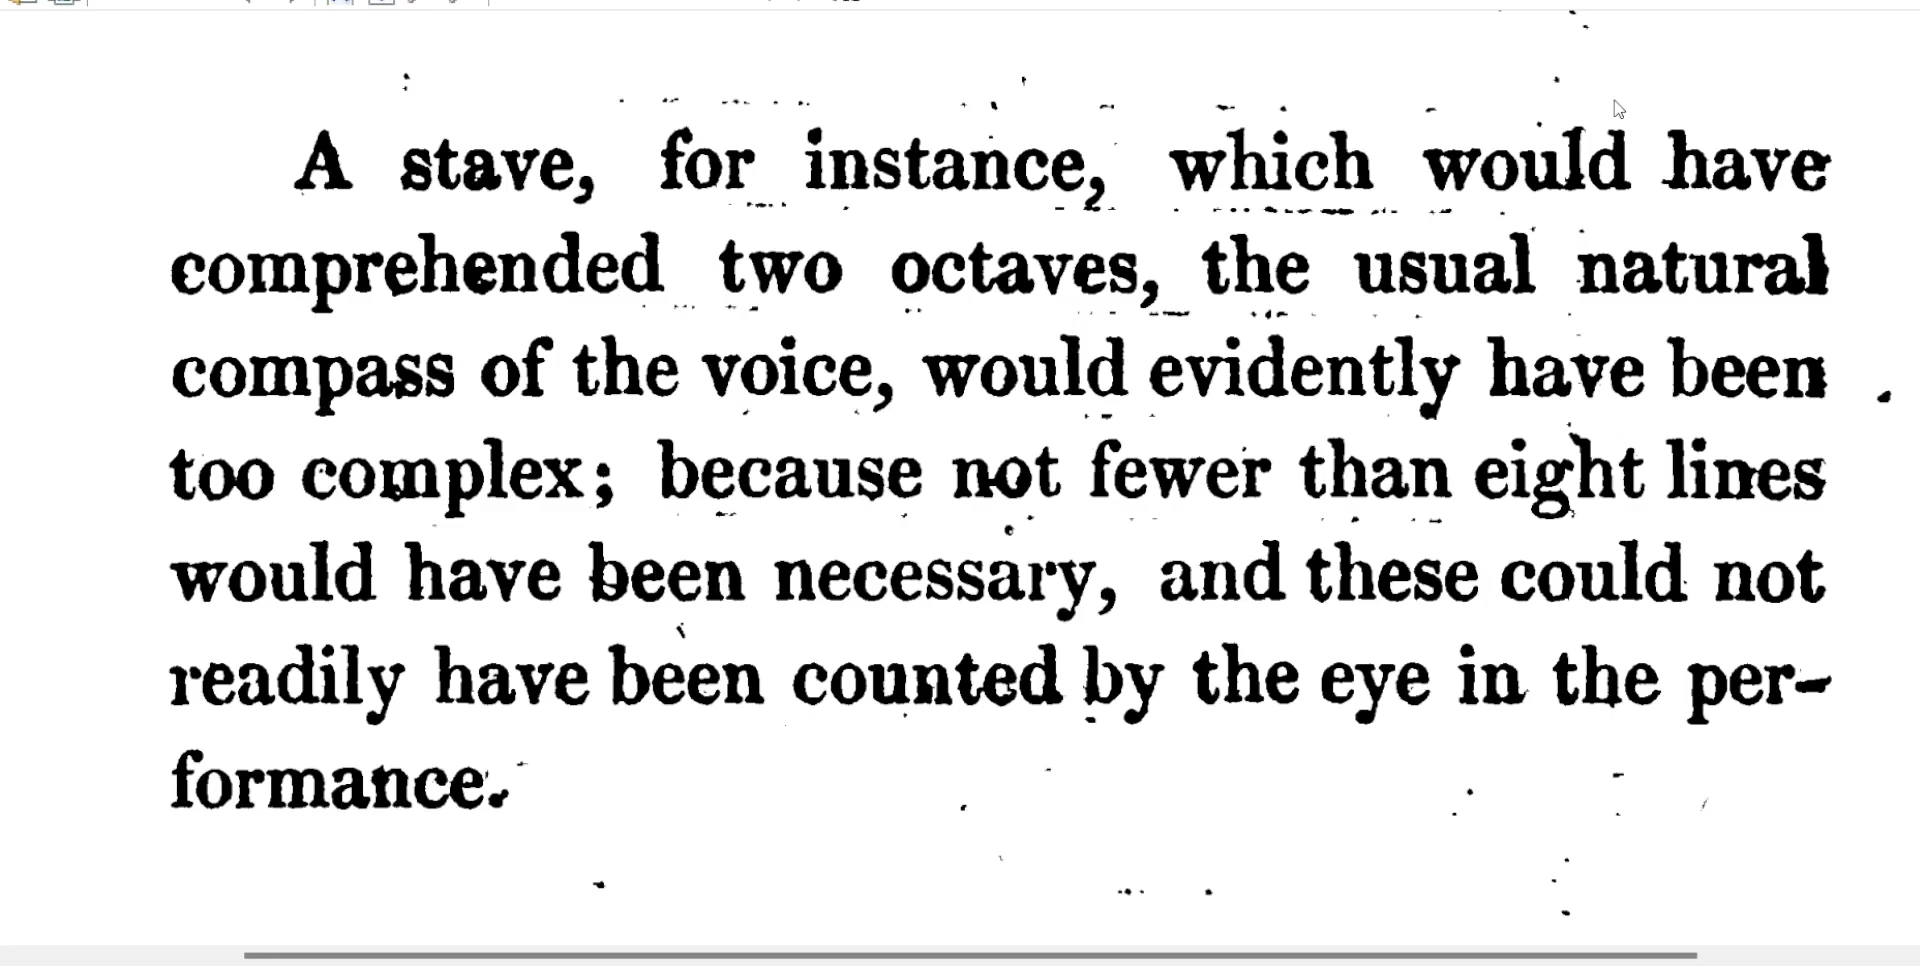 A stave, for instance, which would have
comprehended two octaves, the usual natural
compass of the voice, would evidently have been
too complex; because not fewer than eight lines
would have been necessary, and these could not
readily have been counted by the eye in the per-
formance.